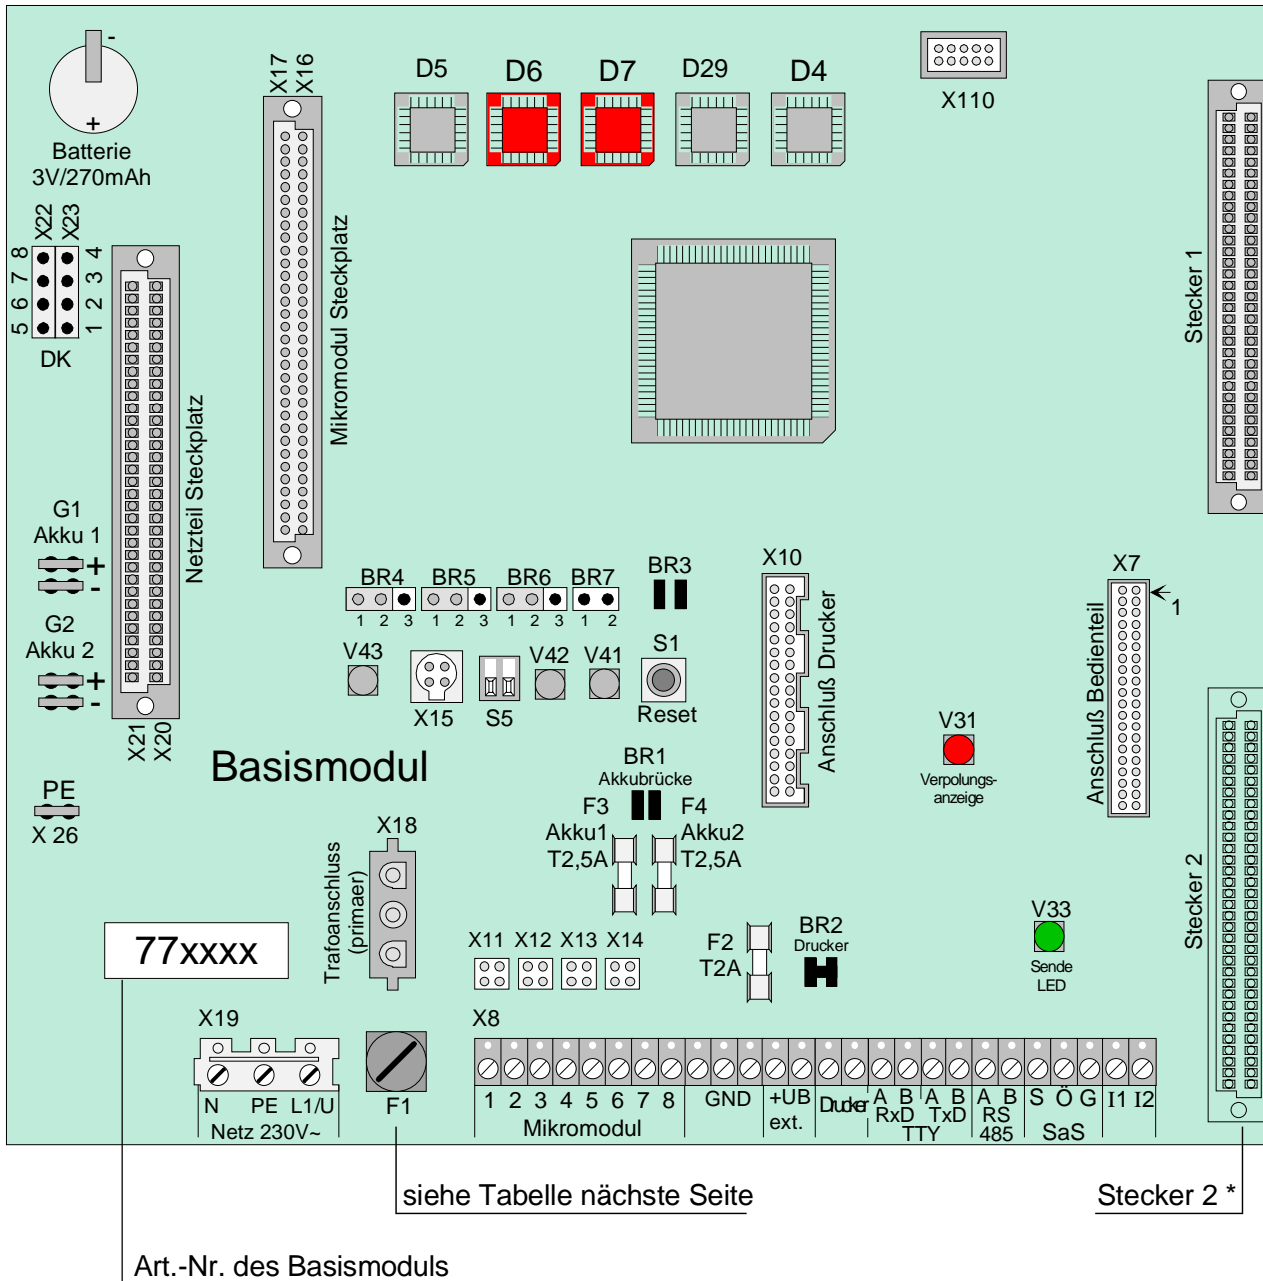 -
+
Batterie
3V/270mAh
X17
X16
D5
D6
D7
D29
D4
X110
X22
X23
8 7 6 5
4 3 2 1
DK
Mikromodul Steckplatz
Netzteil Steckplatz
Stecker 1
G1
Akku 1
+
-
G2
Akku 2
+
-
X21
X20
BR4
1 2 3
BR5
1 2 3
BR6
1 2 3
BR7
1 2
BR3
X10
Anschluß Drucker
X7
1
Anschluß Bedienteil
V43
X15
S5
V42
V41
S1
Reset
V31
Verpolungs-
anzeige
Basismodul
PE
X 26
BR1
Akkubrücke
F3
Akku1
T2,5A
F4
Akku2
T2,5A
X18
Trafoanschluss
(primaer)
Stecker 2
77xxxx
X11
X12
X13
X14
F2
T2A
BR2
Drucker
V33
Sende
LED
X19
N PE L1/U
Netz 230V~
F1
X8
1 2 3 4 5 6 7 8
Mikromodul
GND
+UB
ext.
Drucker
A B A B
RxD TxD
TTY
A B
RS
485
S Ö G
SaS
I1 I2
siehe Tabelle nächste Seite
Stecker 2 *
Art.-Nr. des Basismoduls